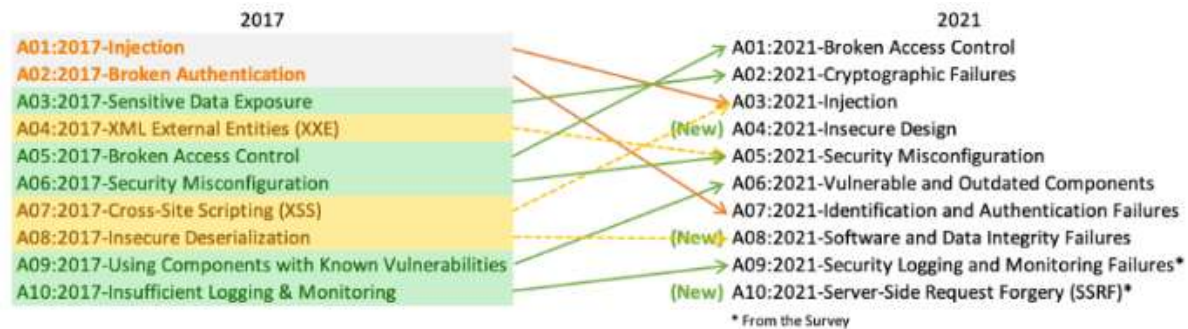 2017
A01:2017-Injection
A02:2017-Broken Authentication
A03:2017-Sensitive Data Exposure
A04:2017-XML External Entities (XXE)
A05:2017-Broken Access Control
A06:2017-Security Misconfiguration
A07:2017-Cross-Site Scripting (XSS)
A08:2017-Insecure Deserialization
A09:2017-Using Components with Known Vulnerabilities
A10:2017-Insufficient Logging & Monitoring
2021
A01:2021-Broken Access Control
A02:2021-Cryptographic Failures
A03:2021-Injection
(New) A04:2021-Insecure Design
A05:2021-Security Misconfiguration
A06:2021-Vulnerable and Outdated Components
A07:2021-Identification and Authentication Failures
(New) A08:2021-Software and Data Integrity Failures
A09:2021-Security Logging and Monitoring Failures*
(New) A10:2021-Server-Side Request Forgery (SSRF)*
* From the Survey